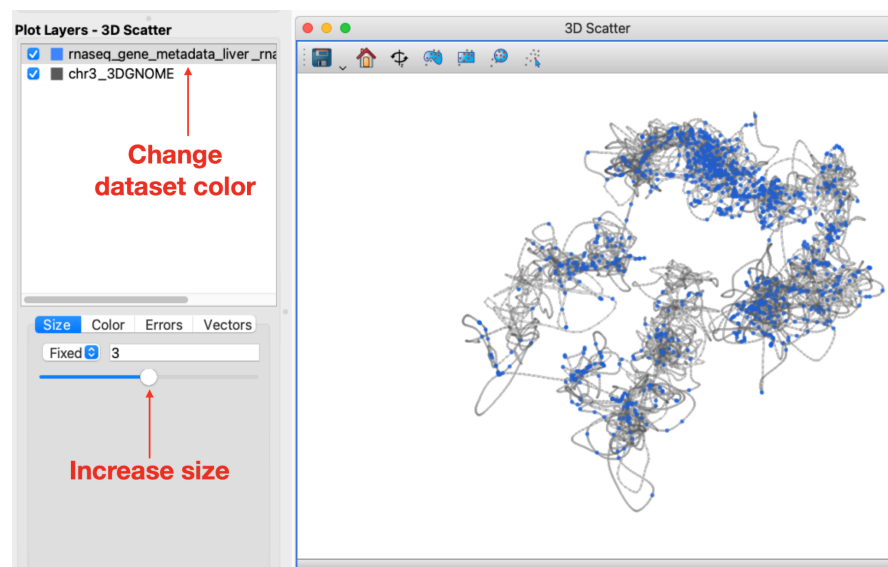 Plot Layers - 3D Scatter
rnaseq_gene_metadata_liver_rna
chr3_3DGNOME
Change
dataset color
Size Color Errors Vectors
Fixed 3
Increase size
3D Scatter